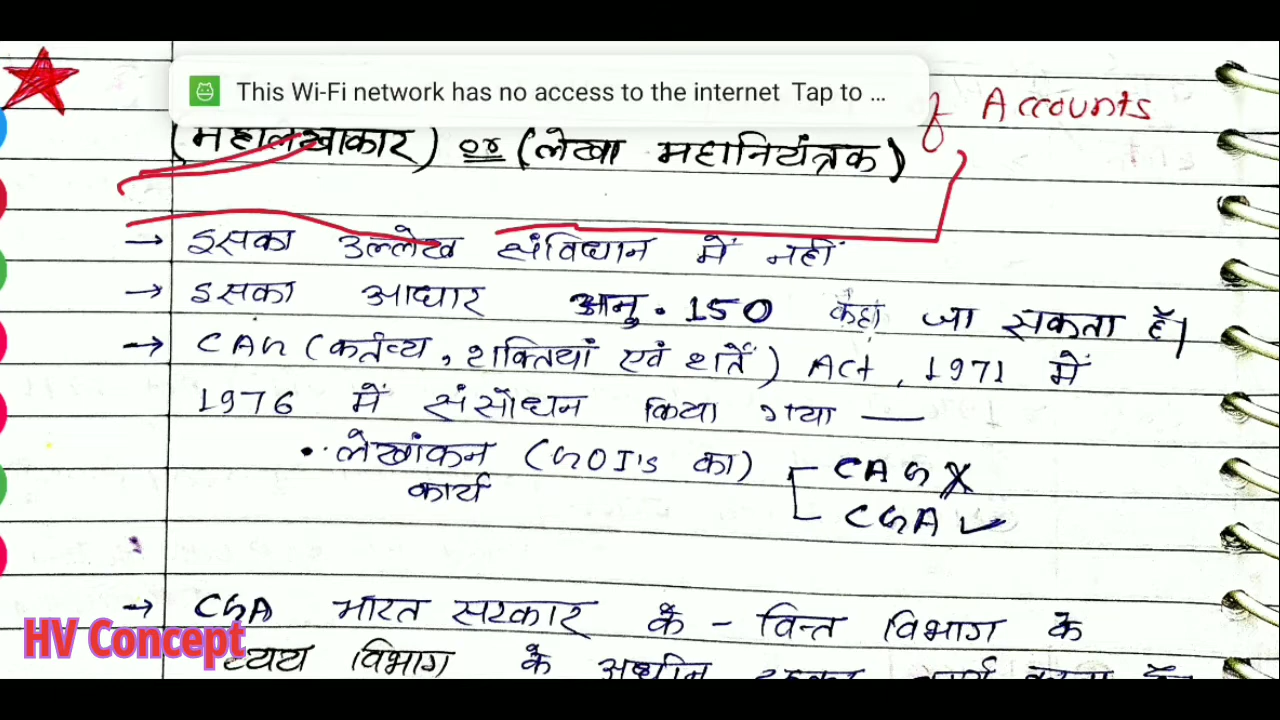 This Wi-Fi network has no access to the internet Tap to ...
f Accounts
(महालेखाकार) or (लेखा महानियंत्रक)
→ इसका उल्लेख संविधान में नहीं
→ इसका आधार अनु. 150 कहा जा सकता है।
→ CAG (कर्तव्य, शक्तियां एवं शर्तें) Act, 1971 में
1976 में संसोधन किया गया —
• लेखांकन (GOI's का)
कार्य
CAG X
CGA ✓
→ CGA भारत सरकार के - वित्त विभाग के
HV Concept
व्यय विभाग के अधीन